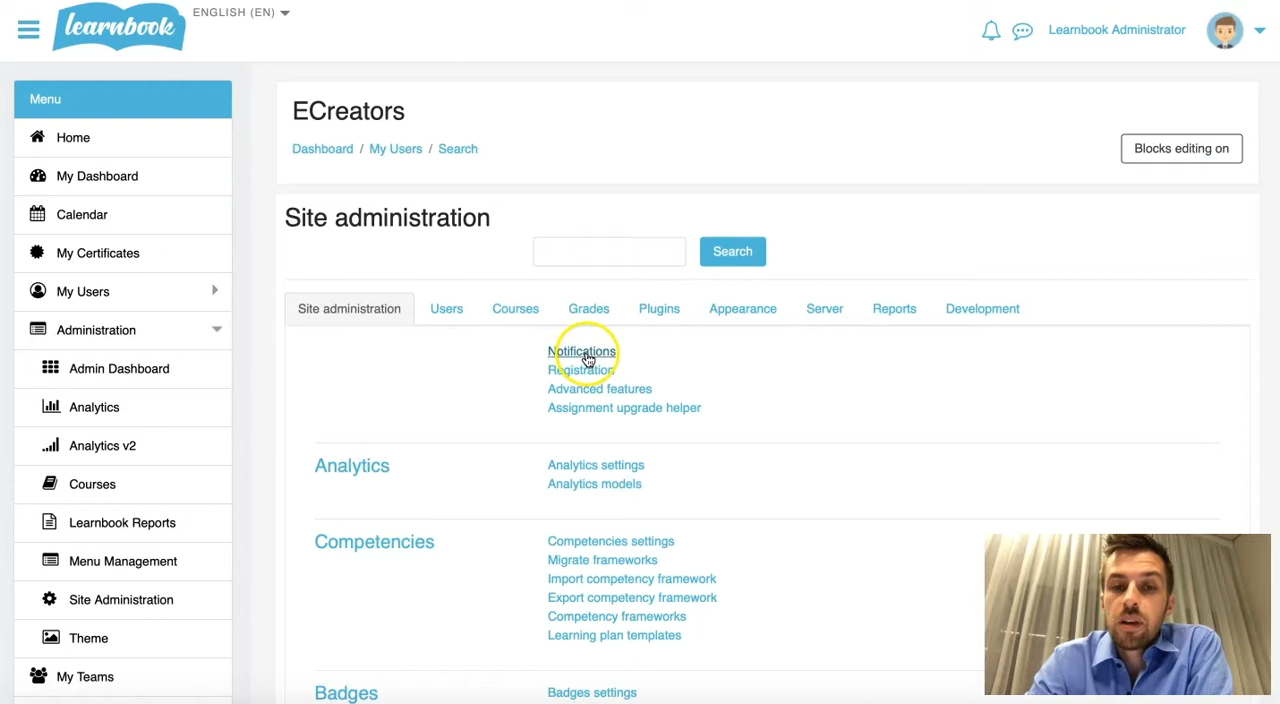 learnbook
ENGLISH (EN)
Learnbook Administrator
Menu
Home
My Dashboard
Calendar
My Certificates
My Users
Administration
Admin Dashboard
Analytics
Analytics v2
Courses
Learnbook Reports
Menu Management
Site Administration
Theme
My Teams
ECreators
Dashboard / My Users / Search
Blocks editing on
Site administration
Search
Site administration Users Courses Grades Plugins Appearance Server Reports Development
Notifications
Registration
Advanced features
Assignment upgrade helper
Analytics
Analytics settings
Analytics models
Competencies
Competencies settings
Migrate frameworks
Import competency framework
Export competency framework
Competency frameworks
Learning plan templates
Badges
Badges settings